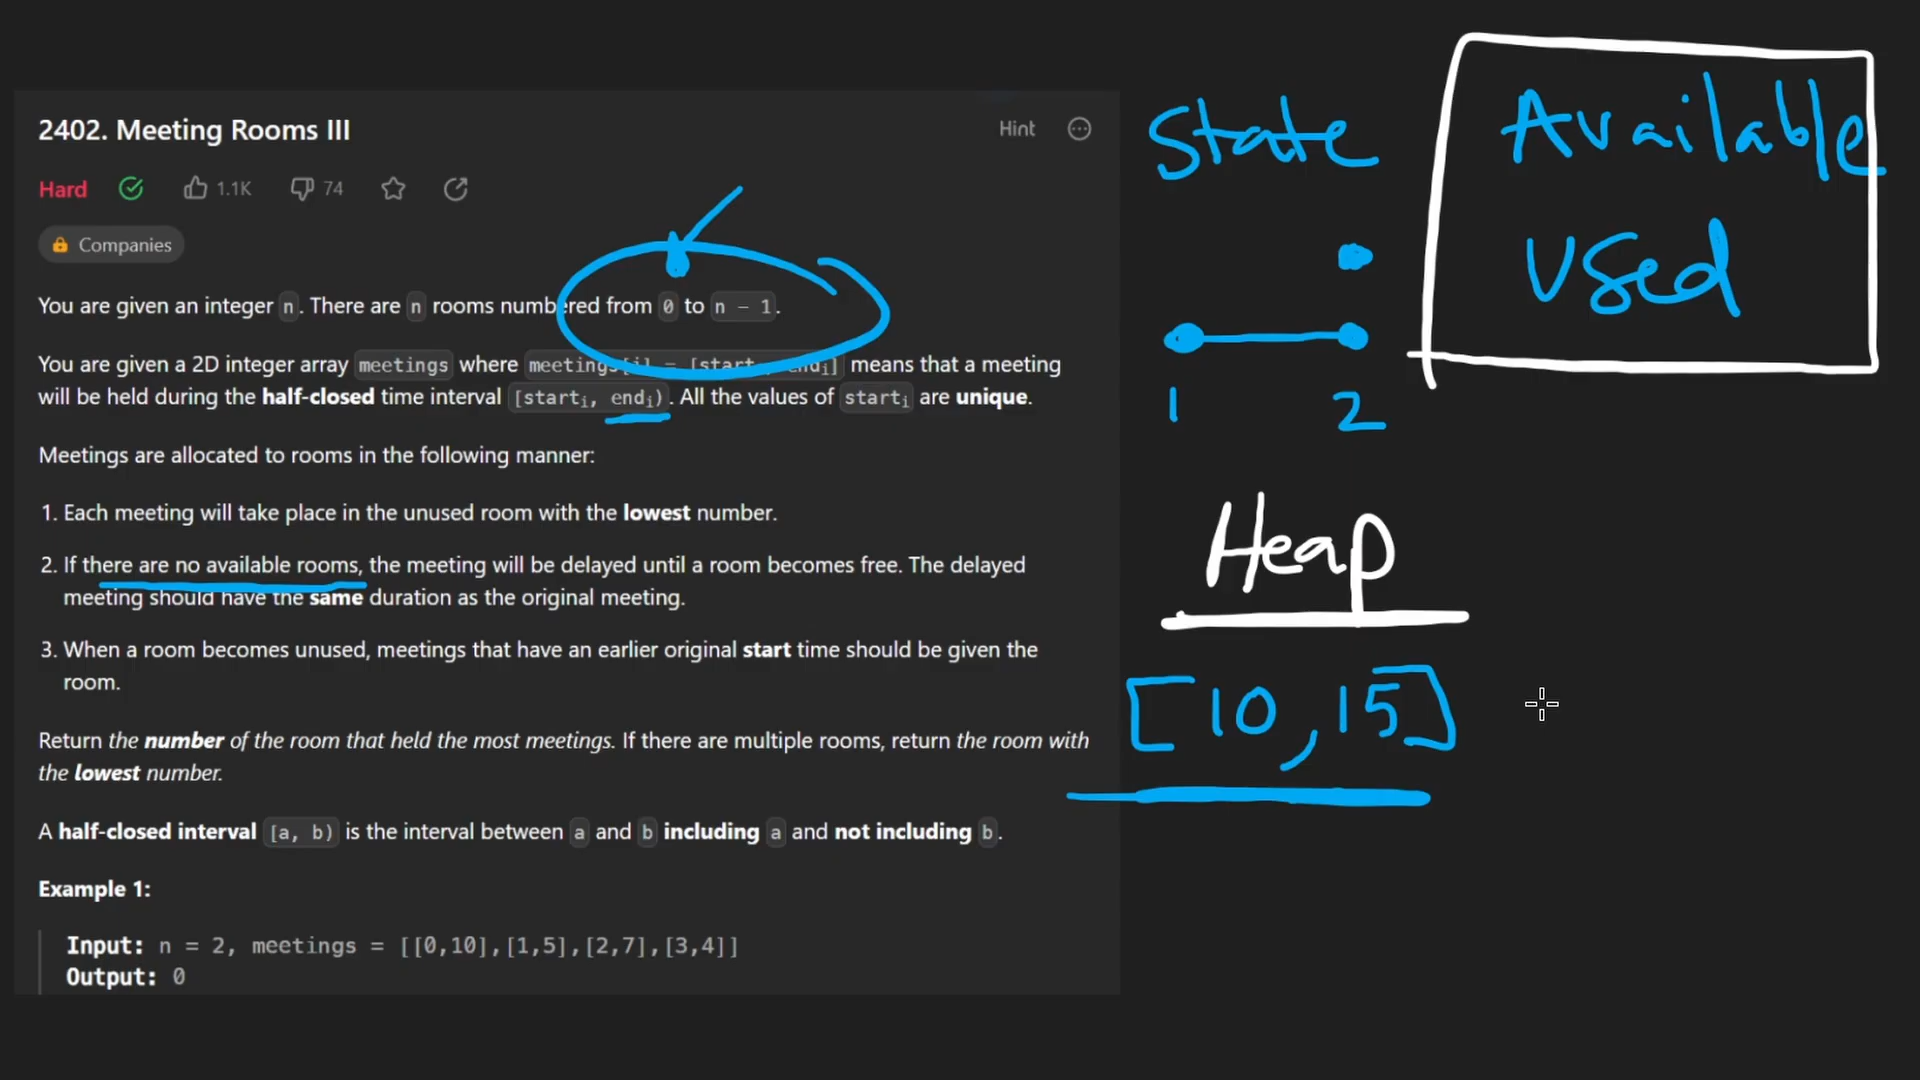 2402. Meeting Rooms III
Hint
Hard 1.1K 74
Companies
You are given an integer n. There are n rooms numbered from 0 to n - 1.
You are given a 2D integer array meetings where meetings[i] = [starti, endi] means that a meeting
will be held during the half-closed time interval [starti, endi). All the values of starti are unique.
Meetings are allocated to rooms in the following manner:
1. Each meeting will take place in the unused room with the lowest number.
2. If there are no available rooms, the meeting will be delayed until a room becomes free. The delayed
meeting should have the same duration as the original meeting.
3. When a room becomes unused, meetings that have an earlier original start time should be given the
room.
Return the number of the room that held the most meetings. If there are multiple rooms, return the room with
the lowest number.
A half-closed interval [a, b) is the interval between a and b including a and not including b.
Example 1:
Input: n = 2, meetings = [[0,10],[1,5],[2,7],[3,4]]
Output: 0
State
Available
Used
1 2
Heap
[10,15]